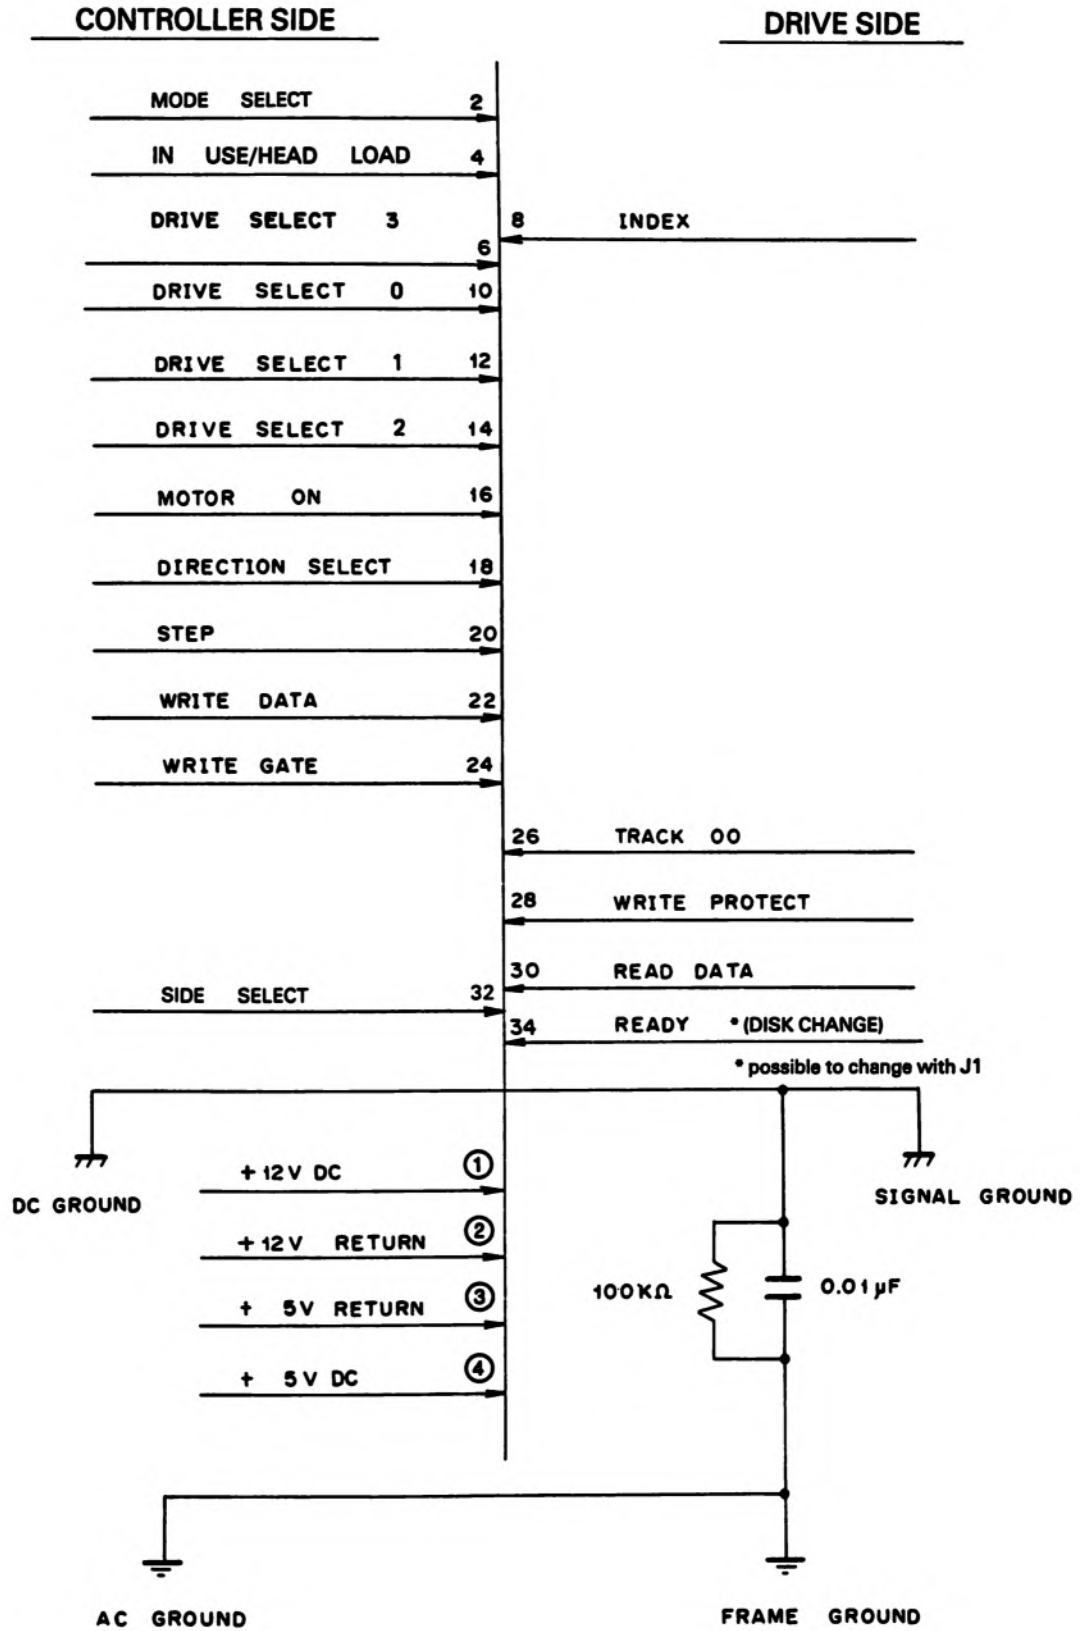 CONTROLLER SIDE
DRIVE SIDE
MODE SELECT 2
IN USE/HEAD LOAD 4
DRIVE SELECT 3
8 INDEX
6
DRIVE SELECT 0 10
DRIVE SELECT 1 12
DRIVE SELECT 2 14
MOTOR ON 16
DIRECTION SELECT 18
STEP 20
WRITE DATA 22
WRITE GATE 24
26 TRACK 00
28 WRITE PROTECT
30 READ DATA
SIDE SELECT 32
34 READY *(DISK CHANGE)
* possible to change with J1
DC GROUND
SIGNAL GROUND
+12V DC ①
+12V RETURN ②
+ 5V RETURN ③
+ 5V DC ④
100KΩ
0.01µF
AC GROUND
FRAME GROUND